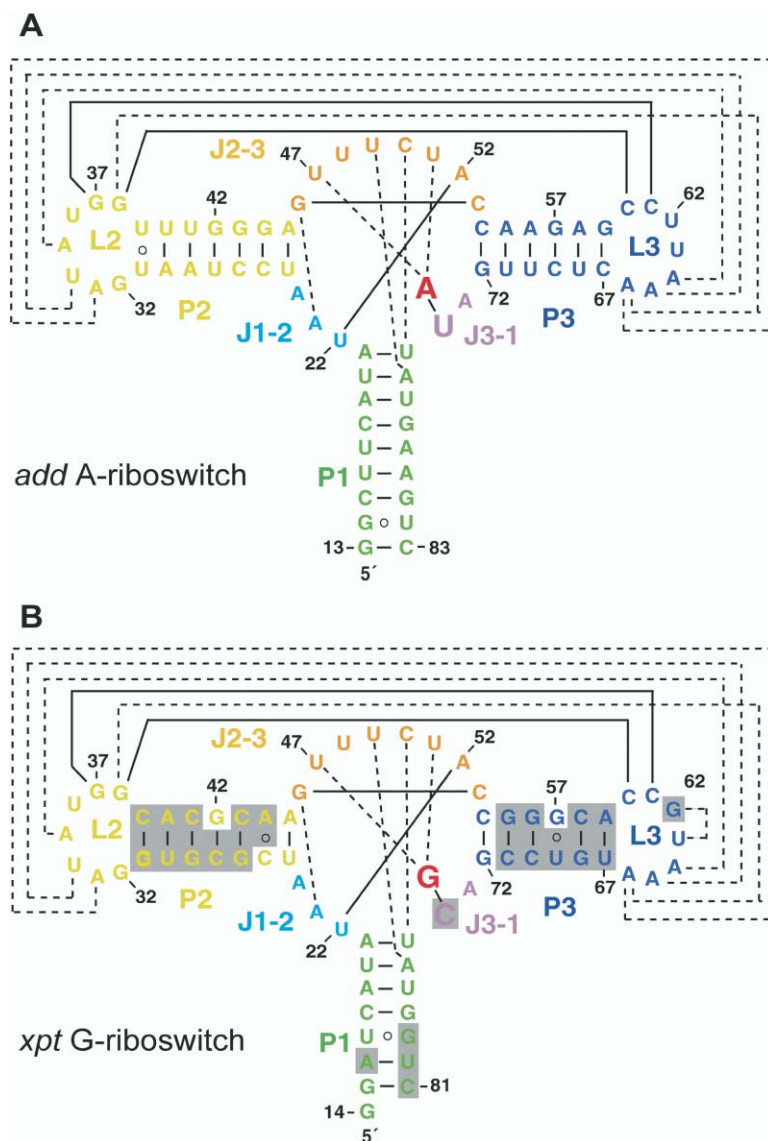 A
J2-3
47 U U U C U A 52
37 G C 57 62
U G G 42 C C C U
A L2 U U U G G G A C A A G A G L3 U
U A G U A A U C C U A A G U U C U C A A A
32 P2 A U A 72 P3 67
J1-2 22 U J3-1
A U
U A
A U
C G
add A-riboswitch
P1 U A
U A
C G
G U
13 G C 83
5´
B
J2-3
47 U U U C U A 52
37 G C 57 62
U G G 42 C C C G
A L2 C A C G C A A C G G G C A L3 U
U A G G U G C G C U A G G C C U G U A A A
32 P2 A C A 72 P3 67
J1-2 22 U J3-1
A U
U A
A U
C G
xpt G-riboswitch
P1 U G
A U
G C 81
14 G
5´